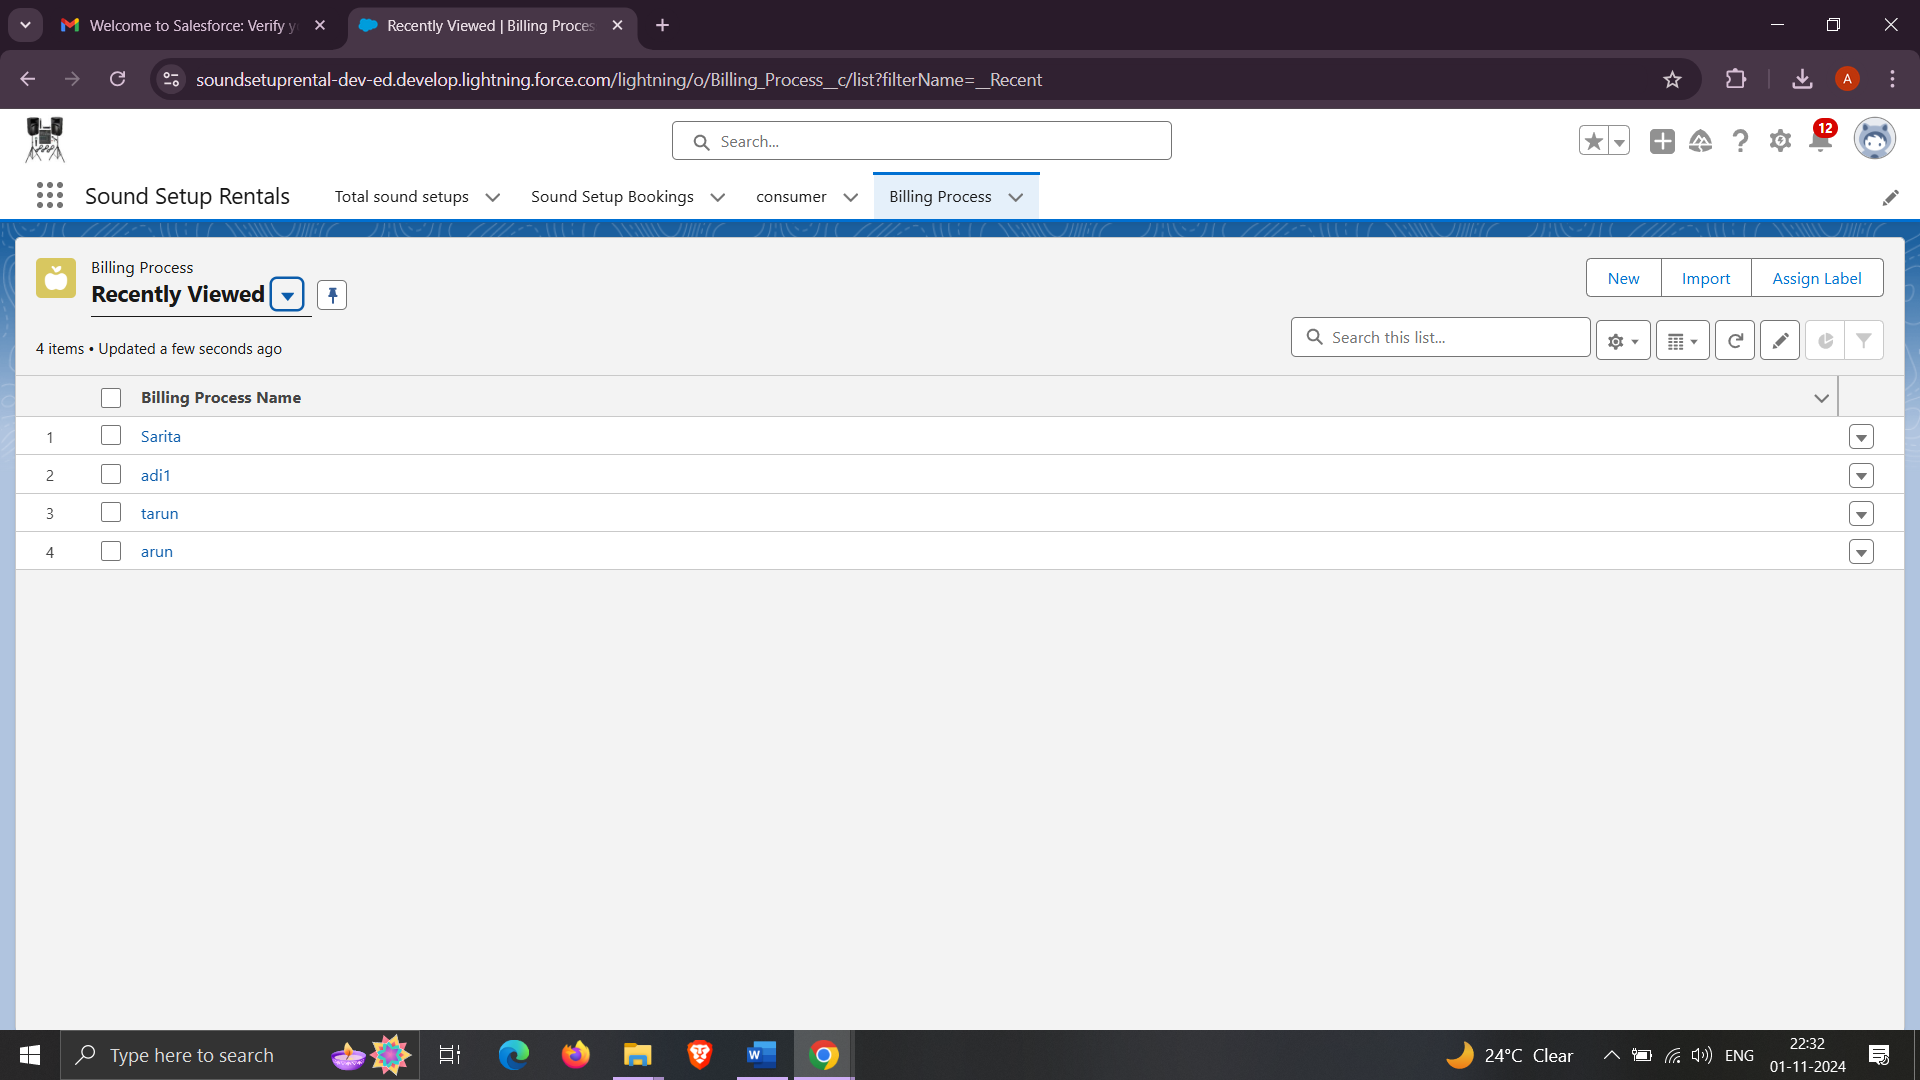 Welcome to Salesforce: Verify y
Recently Viewed | Billing Proces
soundsetuprental-dev-ed.develop.lightning.force.com/lightning/o/Billing_Process__c/list?filterName=__Recent
A
Search...
12
Sound Setup Rentals
Total sound setups
Sound Setup Bookings
consumer
Billing Process
Billing Process
Recently Viewed
New
Import
Assign Label
4 items • Updated a few seconds ago
Search this list...
Billing Process Name
1 Sarita
2 adi1
3 tarun
4 arun
Type here to search
24°C Clear
ENG
22:32
01-11-2024